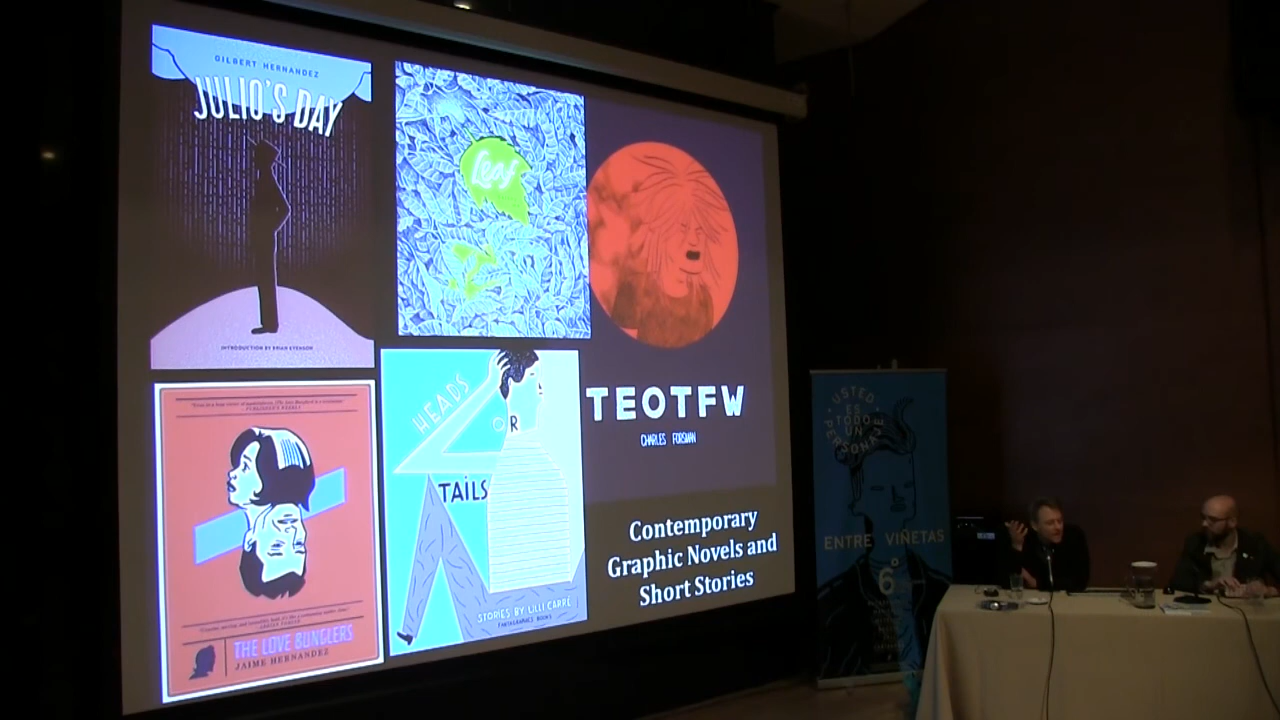 GILBERT HERNANDEZ
JULIO'S DAY
INTRODUCTION BY BRIAN EVENSON
Leaf
TEOTFW
CHARLES FORSMAN
HEADS
OR
TAILS
STORIES BY LILLI CARRÉ
FANTAGRAPHICS BOOKS
THE LOVE BUNGLERS
JAIME HERNANDEZ
Contemporary
Graphic Novels and
Short Stories
USTED
ES
TODO
UN
PERSONAJE
ENTRE VIÑETAS
6°